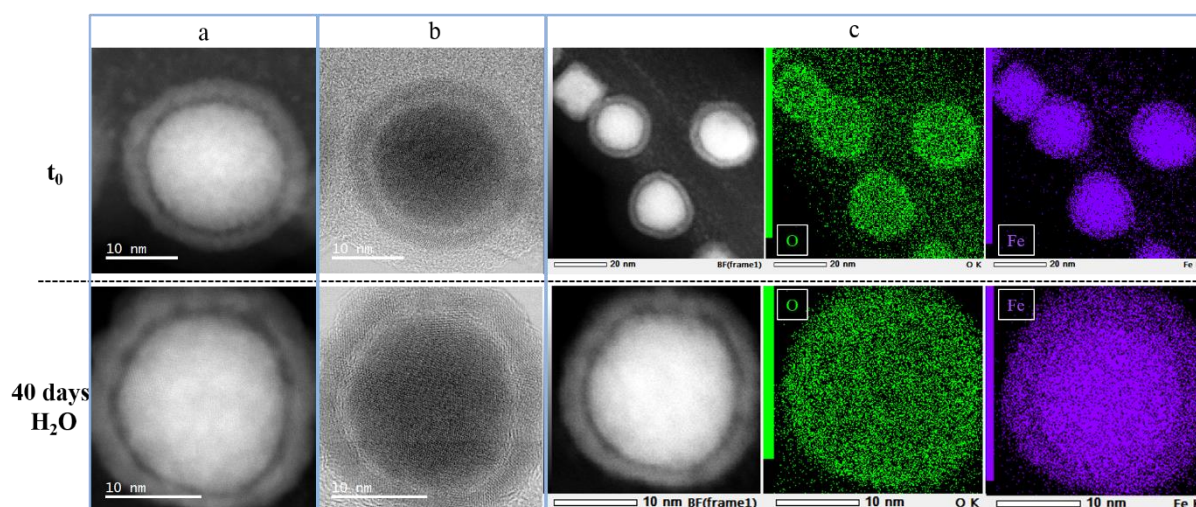 a b c
t₀
10 nm
10 nm
20 nm BF(frame1)
O
20 nm O K
Fe
20 nm Fe
40 days
H₂O
10 nm
10 nm
10 nm BF(frame1)
O
10 nm O K
Fe
10 nm Fe